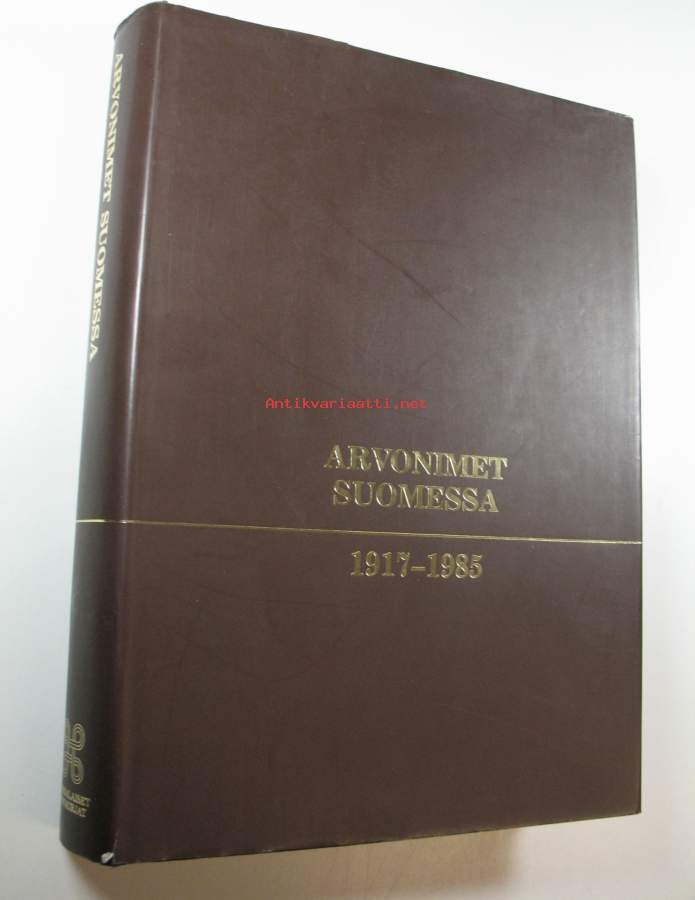 ARVONIMET SUOMESSA
Antikvariaatti.net
ARVONIMET
SUOMESSA
1917–1985